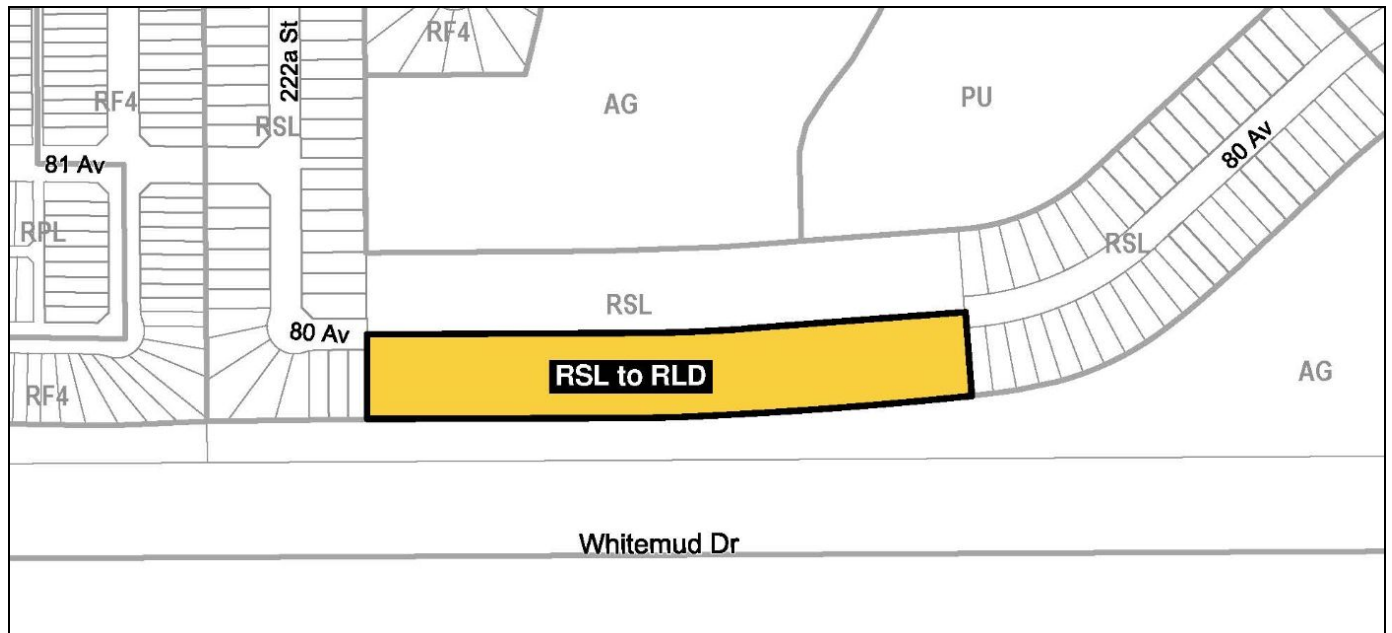 RF4
222a St
RF4
AG
PU
RSL
81 Av
80 Av
RPL
RSL
RSL
80 Av
RSL to RLD
AG
RF4
Whitemud Dr